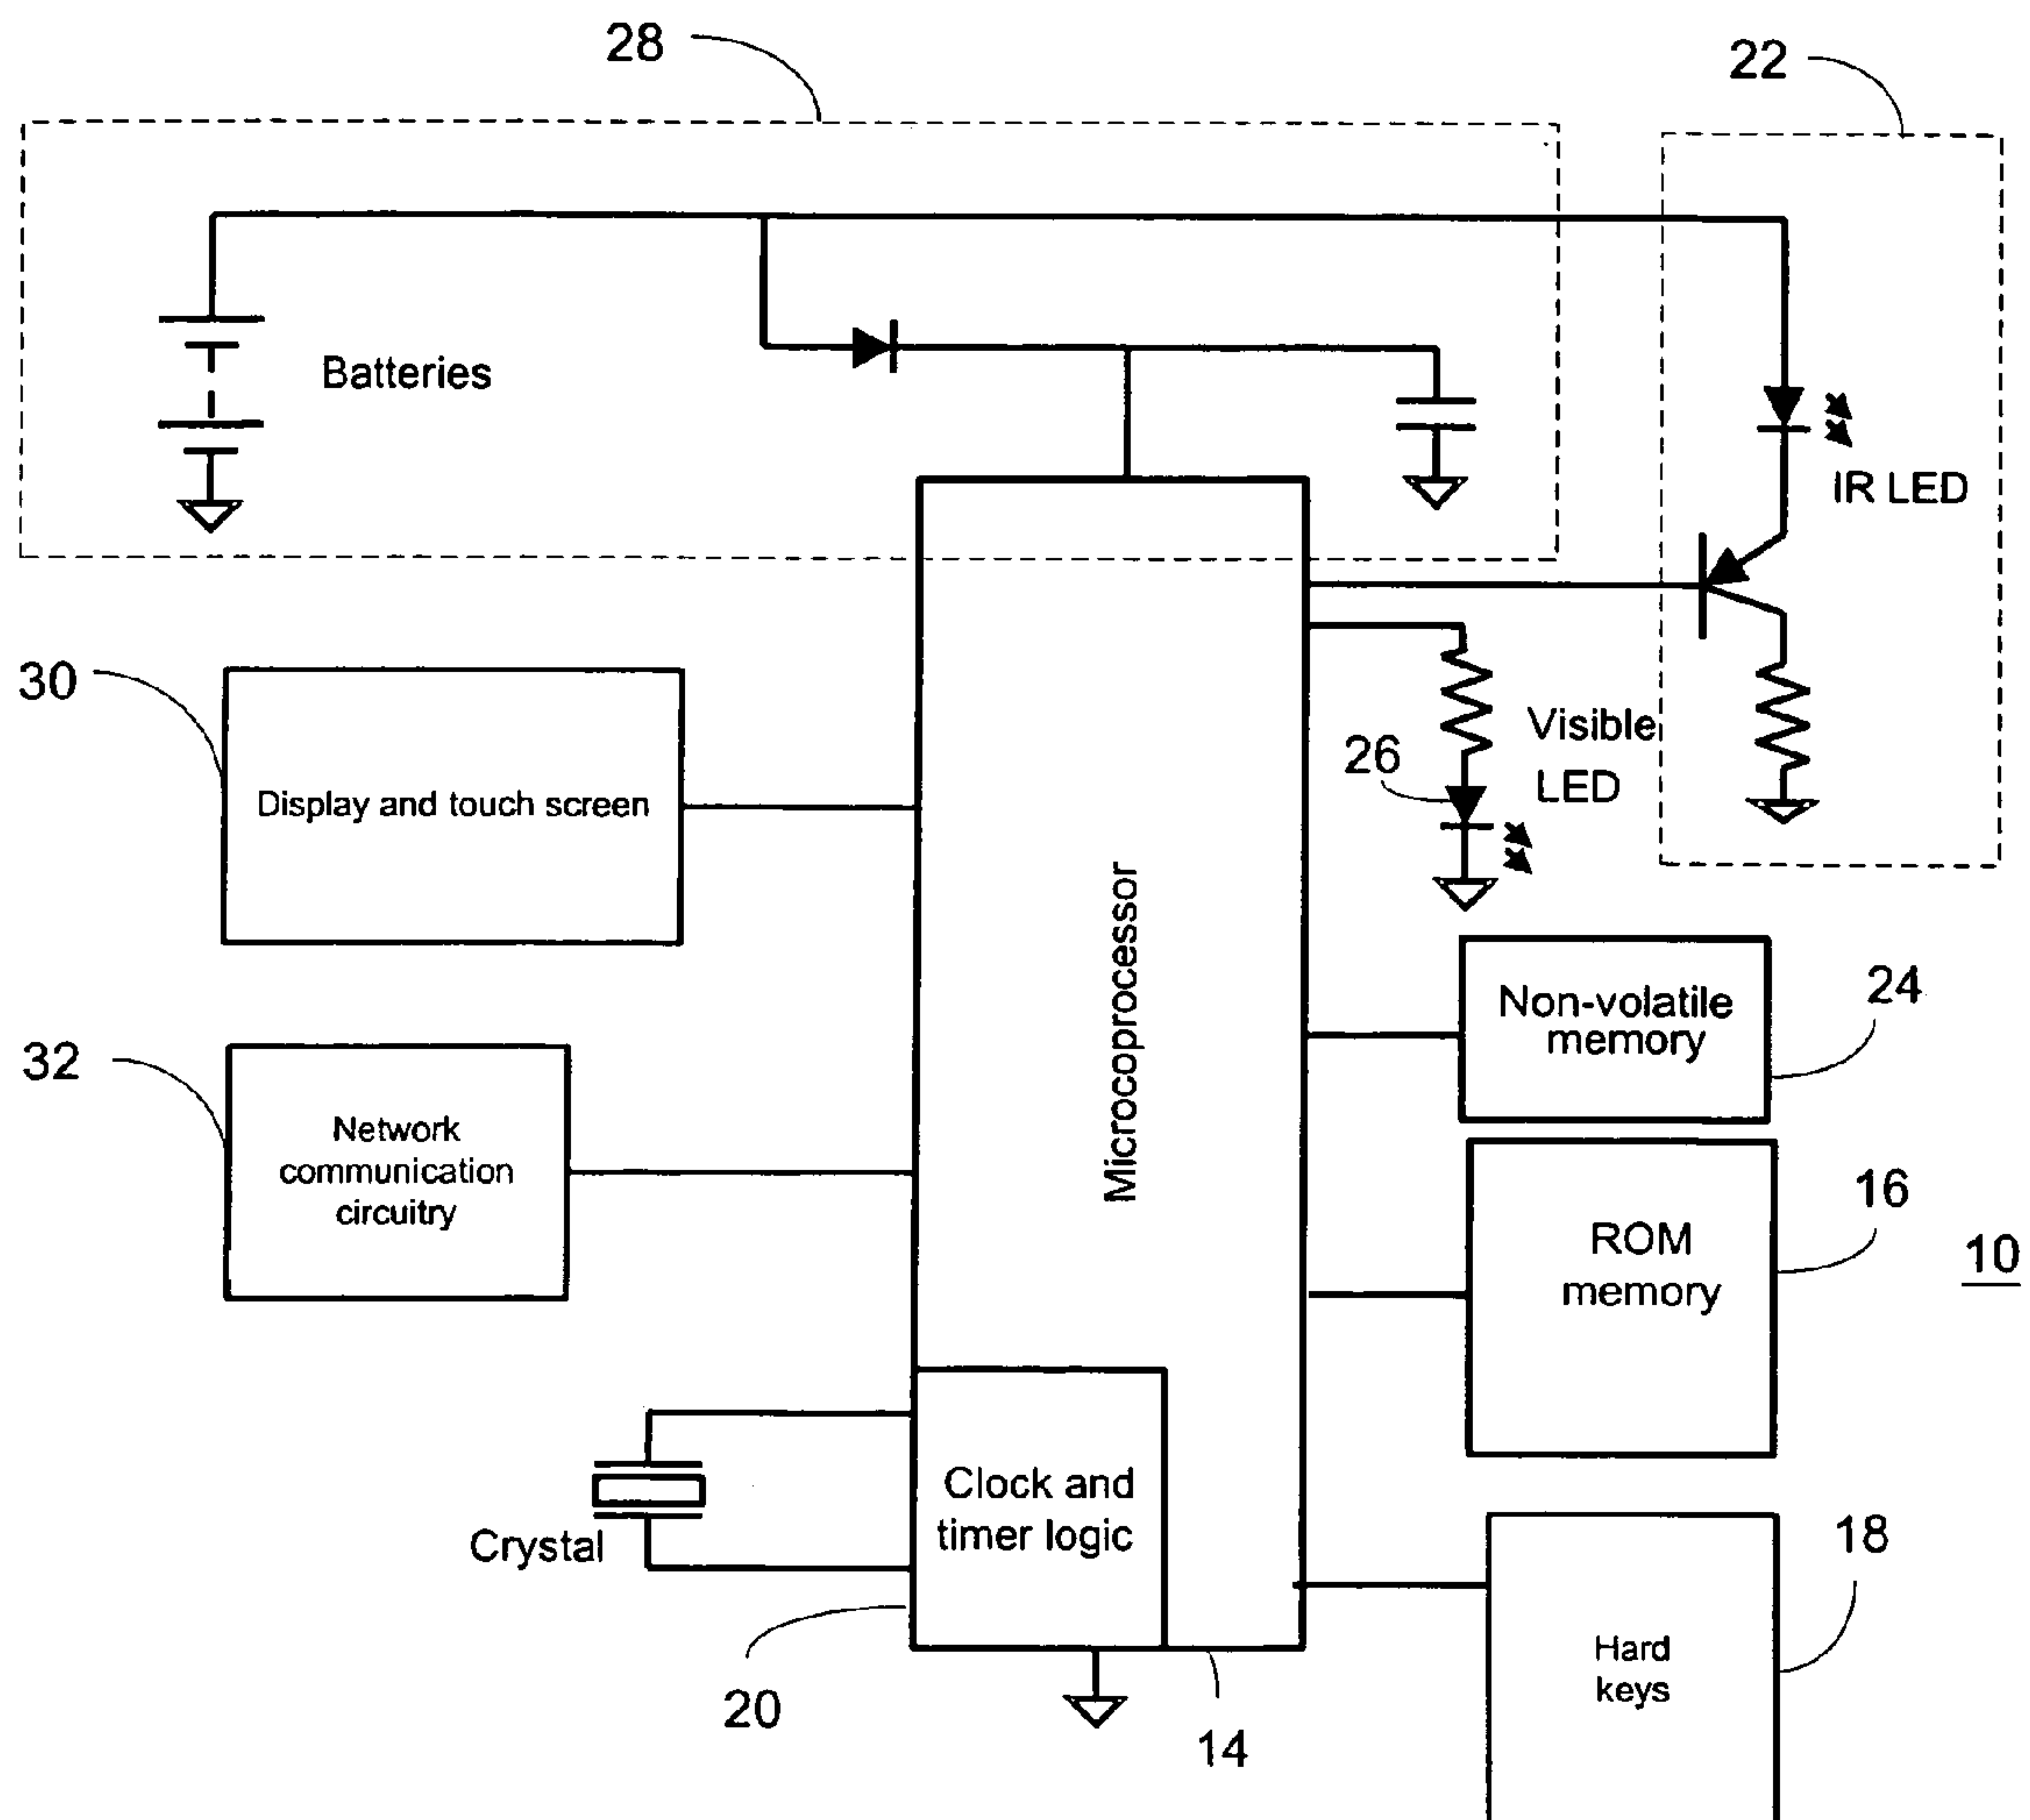 28
22
Batteries
IR LED
30
Visible
26
LED
Display and touch screen
Microcoprocessor
Non-volatile
memory
24
32
Network
communication
circuitry
16
ROM
memory
10
Clock and
timer logic
Crystal
18
Hard
keys
20
14